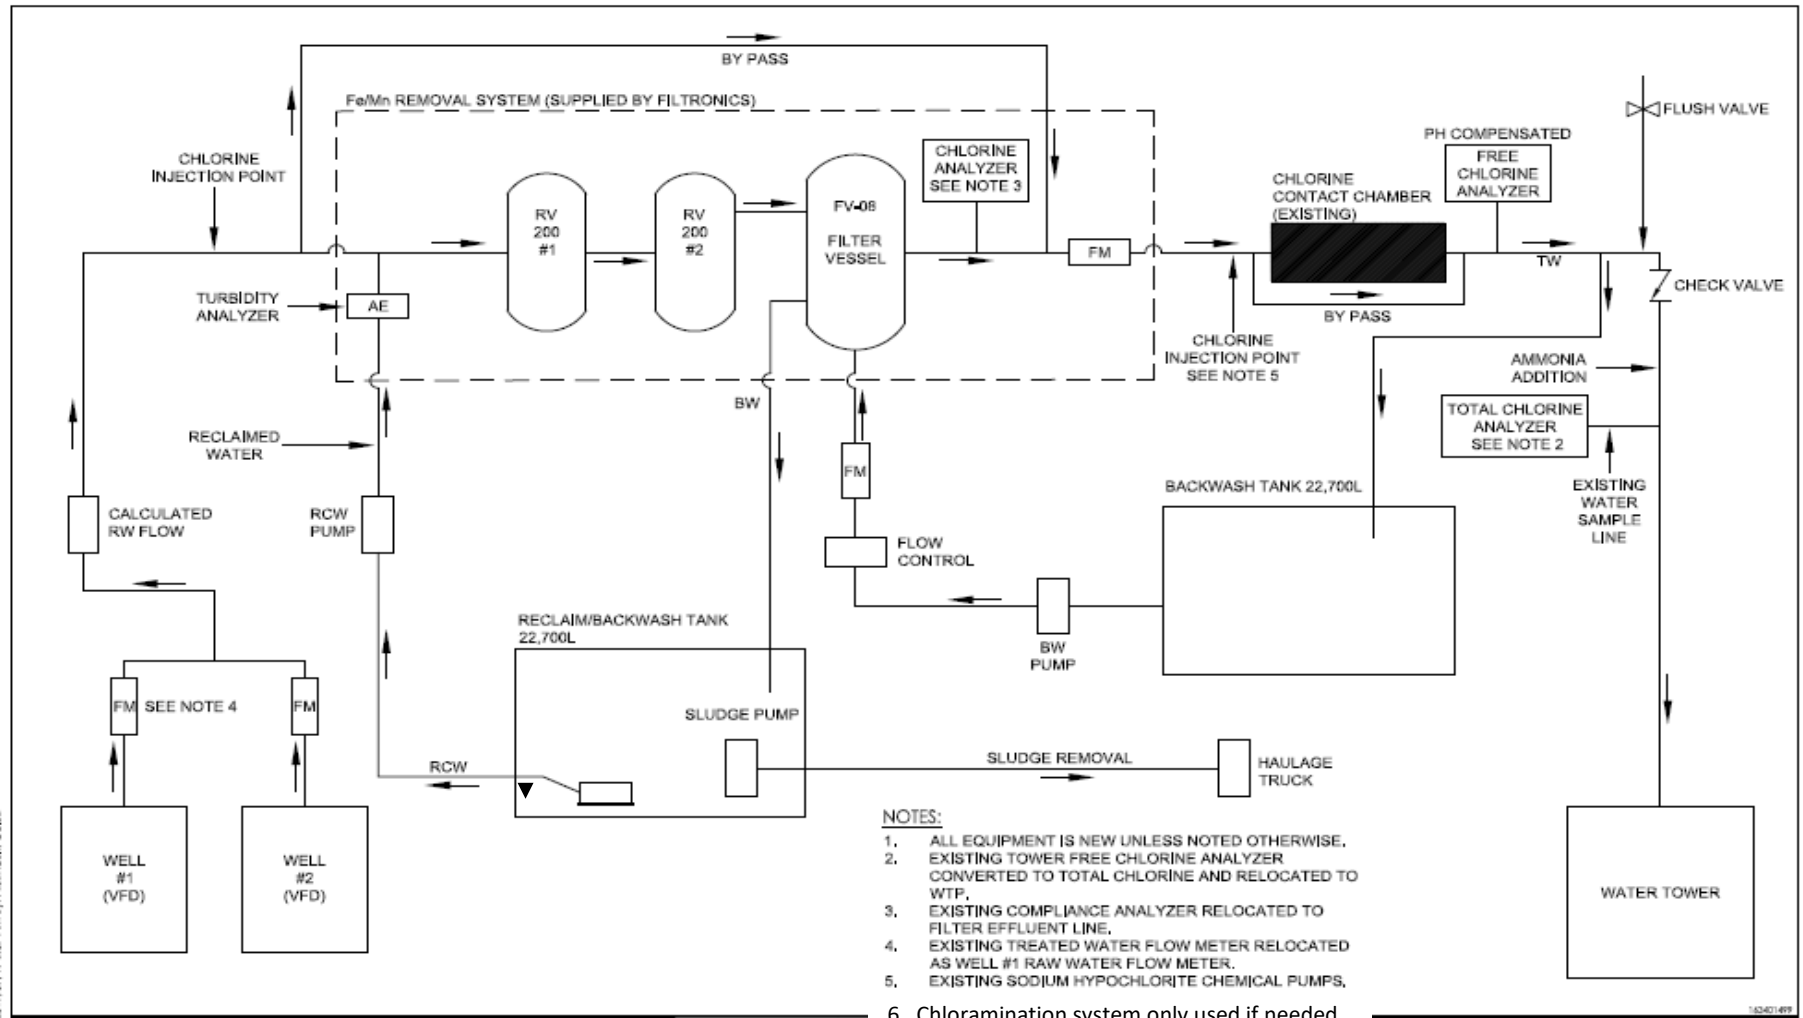 BY PASS
Fe/Mn REMOVAL SYSTEM (SUPPLIED BY FILTRONICS)
FLUSH VALVE
CHLORINE
INJECTION POINT
CHLORINE
ANALYZER
SEE NOTE 3
PH COMPENSATED
FREE
CHLORINE
ANALYZER
CHLORINE
CONTACT CHAMBER
(EXISTING)
RV
200
#1
RV
200
#2
FV-08
FILTER
VESSEL
FM
TW
TURBIDITY
ANALYZER
AE
CHECK VALVE
BY PASS
CHLORINE
INJECTION POINT
SEE NOTE 5
AMMONIA
ADDITION
BW
TOTAL CHLORINE
ANALYZER
SEE NOTE 2
RECLAIMED
WATER
FM
BACKWASH TANK 22,700L
EXISTING
WATER
SAMPLE
LINE
CALCULATED
RW FLOW
RCW
PUMP
FLOW
CONTROL
RECLAIM/BACKWASH TANK
22,700L
BW
PUMP
FM
SEE NOTE 4
FM
SLUDGE PUMP
RCW
SLUDGE REMOVAL
HAULAGE
TRUCK
WELL
#1
(VFD)
WELL
#2
(VFD)
WATER TOWER
NOTES:
1. ALL EQUIPMENT IS NEW UNLESS NOTED OTHERWISE.
2. EXISTING TOWER FREE CHLORINE ANALYZER
CONVERTED TO TOTAL CHLORINE AND RELOCATED TO
WTP.
3. EXISTING COMPLIANCE ANALYZER RELOCATED TO
FILTER EFFLUENT LINE.
4. EXISTING TREATED WATER FLOW METER RELOCATED
AS WELL #1 RAW WATER FLOW METER.
5. EXISTING SODIUM HYPOCHLORITE CHEMICAL PUMPS.
6. Chloramination system only used if needed
163401499